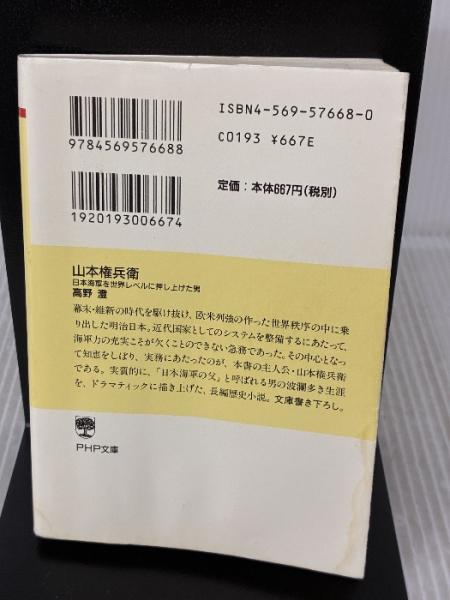 ISBN4-569-57668-0
C0193 ¥667E
9784569576688
定価：本体667円(税別)
1920193006674
山本権兵衛
日本海軍を世界レベルに押し上げた男
高野 澄
幕末・維新の時代を駆け抜け、欧米列強の作った世界秩序の中に乗
り出した明治日本。近代国家としてのシステムを整備するにあたって、
海軍力の充実こそが欠くことのできない急務であった。その中心となっ
て知恵をしぼり、実務にあたったのが、本書の主人公・山本権兵衛
である。実質的に、「日本海軍の父」と呼ばれる男の波瀾多き生涯
を、ドラマティックに描き上げた、長編歴史小説。文庫書き下ろし。
PHP文庫